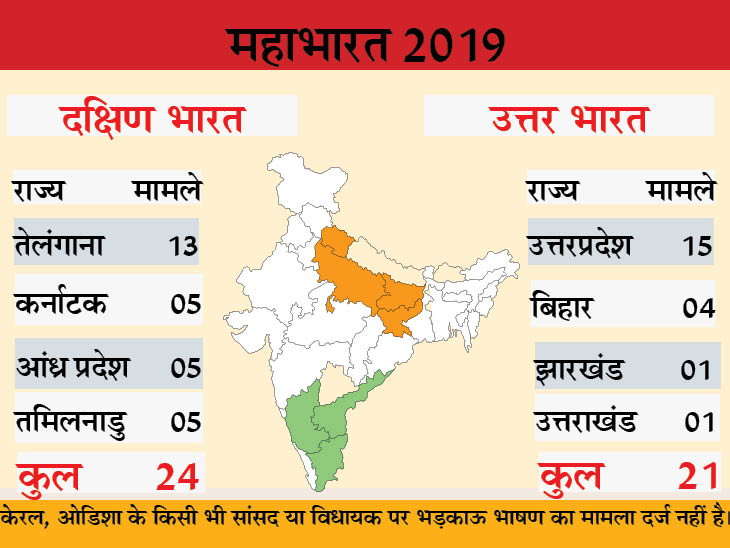 महाभारत 2019
दक्षिण भारत
राज्य मामले
तेलंगाना 13
कर्नाटक 05
आंध्र प्रदेश 05
तमिलनाडु 05
कुल 24
उत्तर भारत
राज्य मामले
उत्तरप्रदेश 15
बिहार 04
झारखंड 01
उत्तराखंड 01
कुल 21
केरल, ओडिशा के किसी भी सांसद या विधायक पर भड़काऊ भाषण का मामला दर्ज नहीं है।